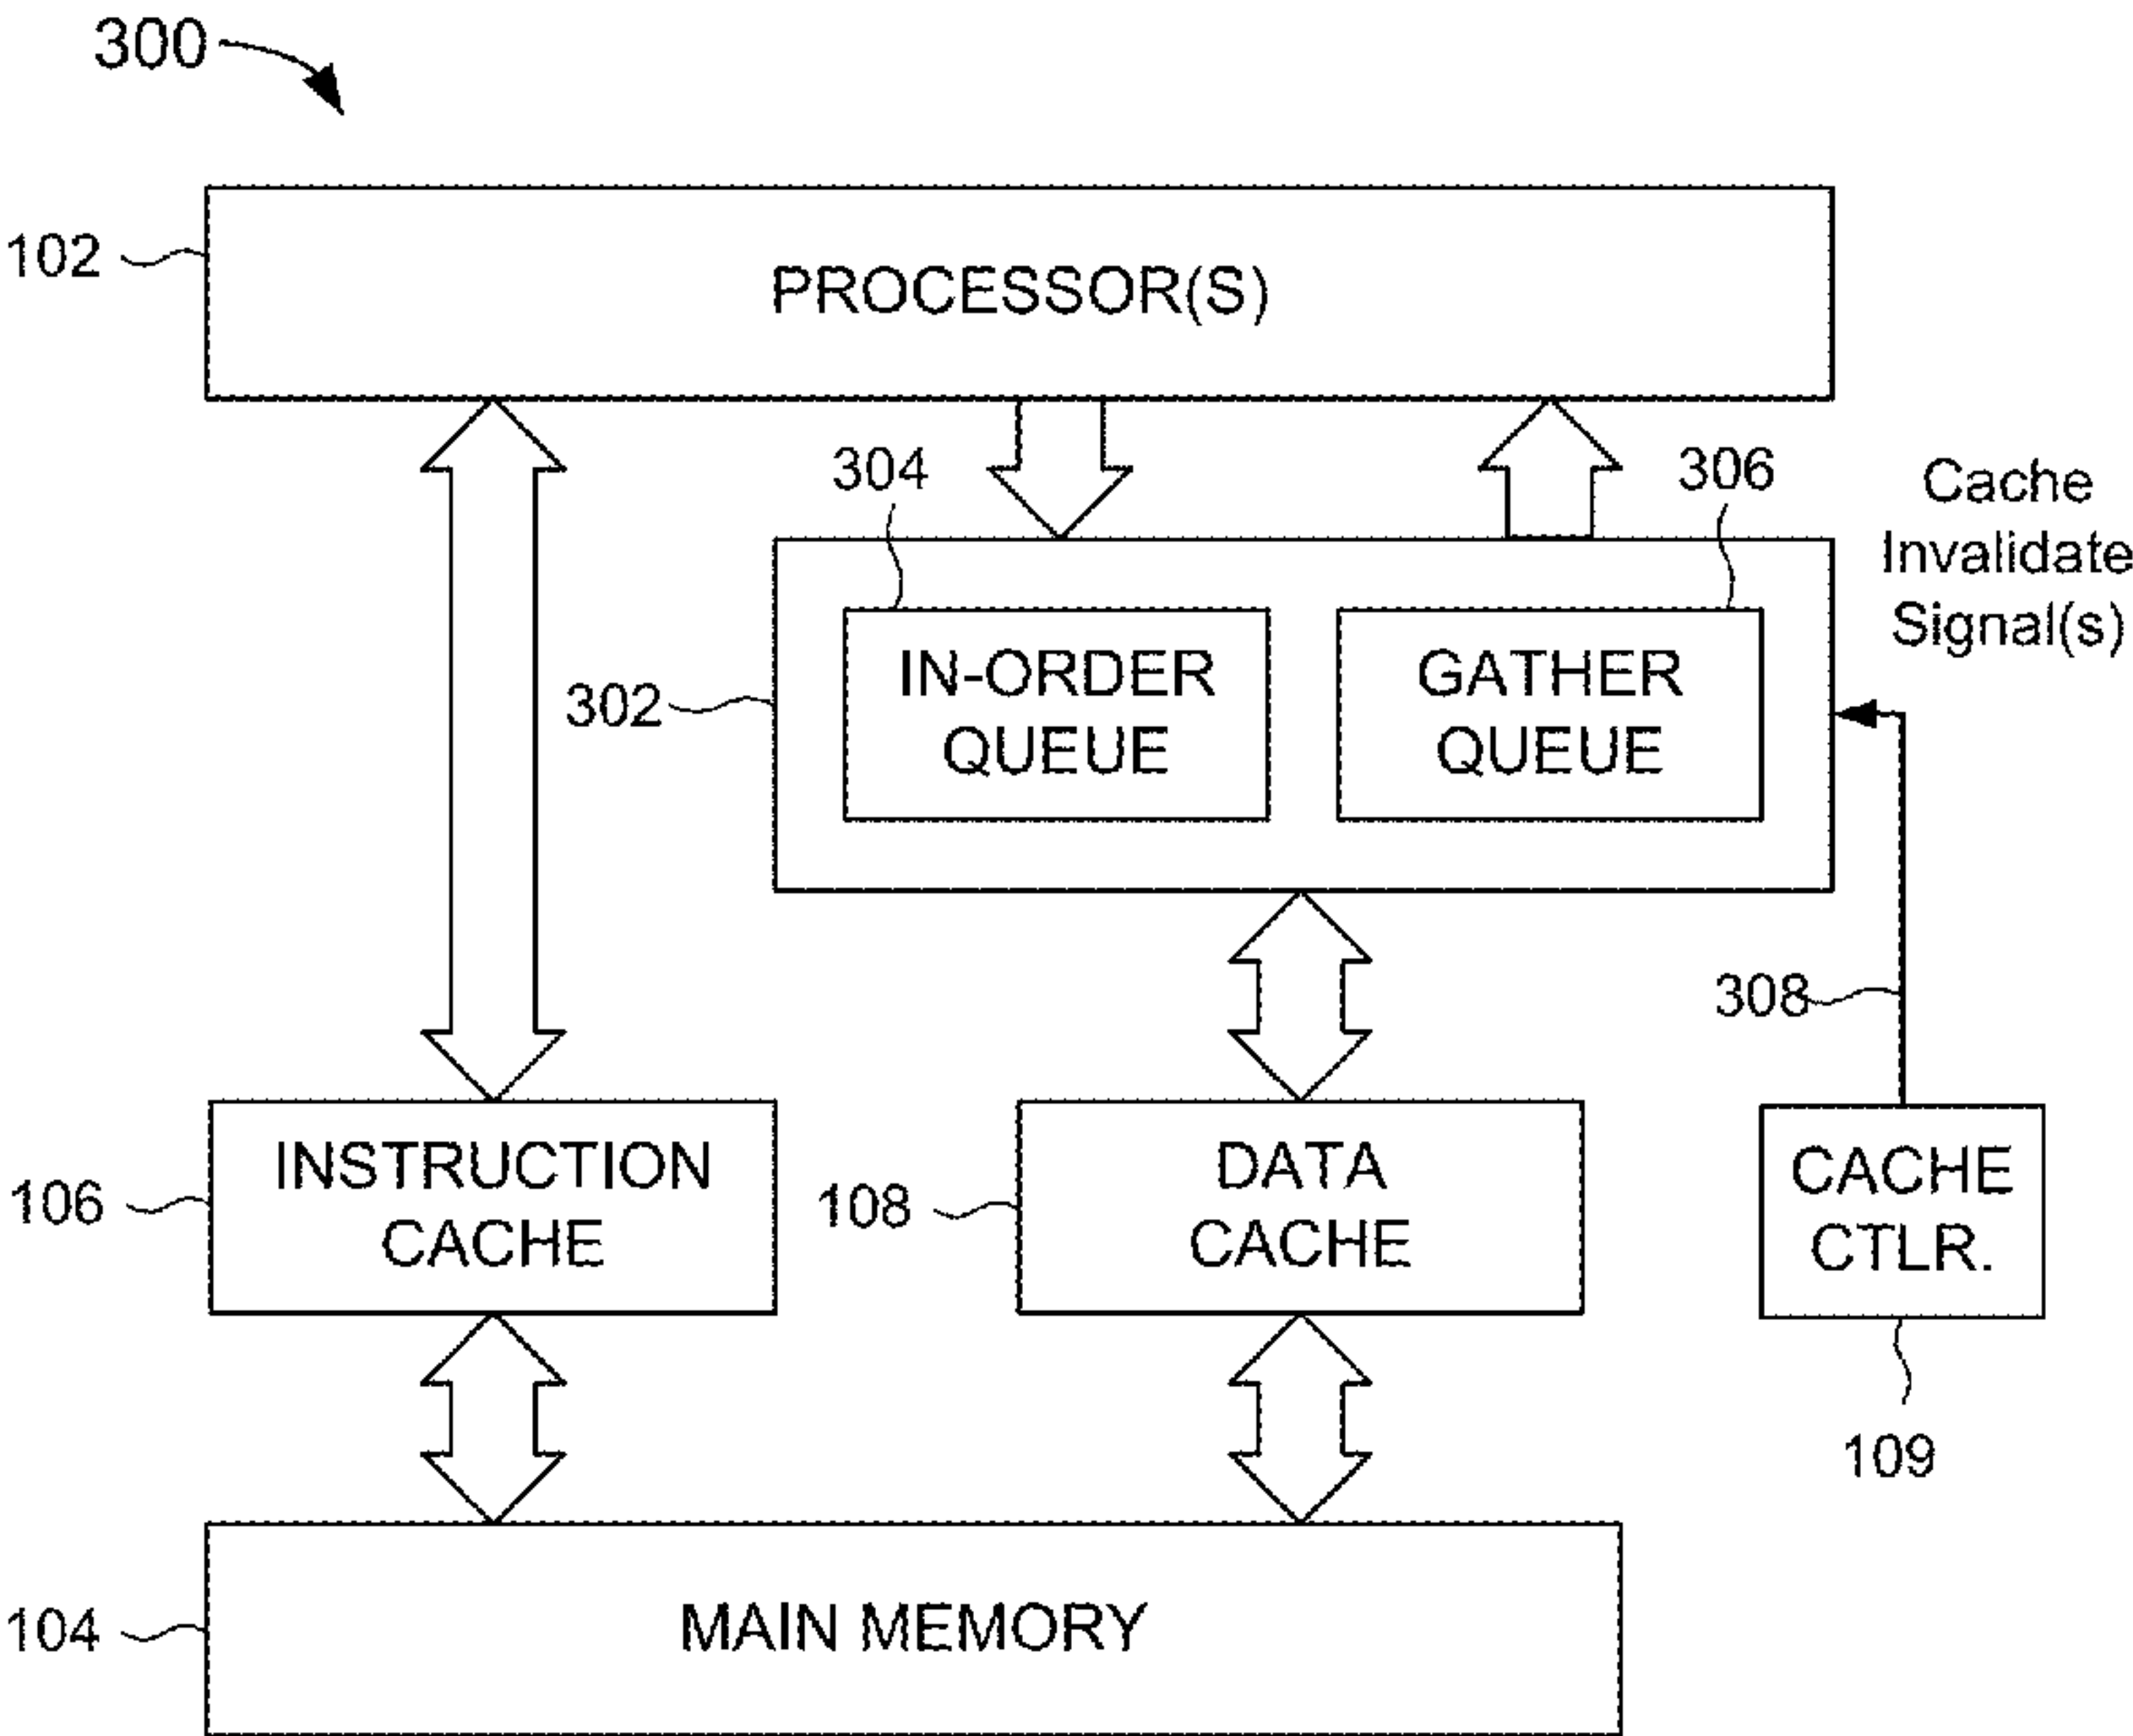 300
102
PROCESSOR(S)
304
306
Cache
Invalidate
Signal(s)
302
IN-ORDER
QUEUE
GATHER
QUEUE
308
106
INSTRUCTION
CACHE
108
DATA
CACHE
CACHE
CTLR.
109
104
MAIN MEMORY